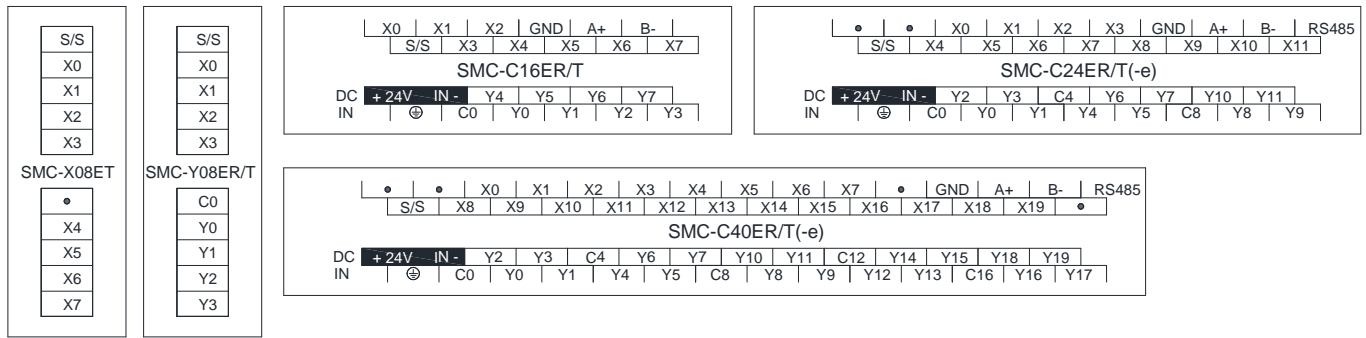 S/S
X0
X1
X2
X3
SMC-X08ET
•
X4
X5
X6
X7
S/S
X0
X1
X2
X3
SMC-Y08ER/T
C0
Y0
Y1
Y2
Y3
X0 X1 X2 GND A+ B-
S/S X3 X4 X5 X6 X7
SMC-C16ER/T
DC +24V IN - Y4 Y5 Y6 Y7
IN C0 Y0 Y1 Y2 Y3
• • X0 X1 X2 X3 GND A+ B- RS485
S/S X4 X5 X6 X7 X8 X9 X10 X11
SMC-C24ER/T(-e)
DC +24V IN - Y2 Y3 C4 Y6 Y7 Y10 Y11
IN C0 Y0 Y1 Y4 Y5 C8 Y8 Y9
• • X0 X1 X2 X3 X4 X5 X6 X7 • GND A+ B- RS485
S/S X8 X9 X10 X11 X12 X13 X14 X15 X16 X17 X18 X19 •
SMC-C40ER/T(-e)
DC +24V IN - Y2 Y3 C4 Y6 Y7 Y10 Y11 C12 Y14 Y15 Y18 Y19
IN C0 Y0 Y1 Y4 Y5 C8 Y8 Y9 Y12 Y13 C16 Y16 Y17